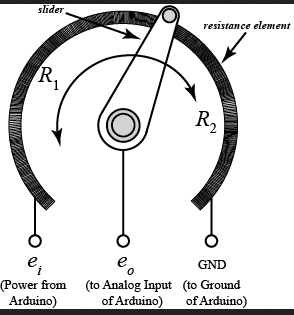 slider
resistance element
R1
R2
ei eo GND
(Power from (to Analog Input (to Ground
Arduino) of Arduino) of Arduino)